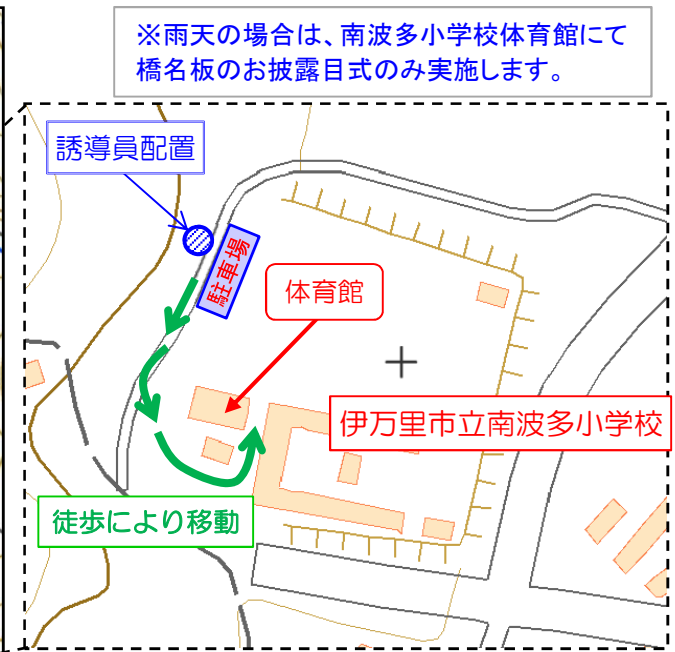 ※雨天の場合は、南波多小学校体育館にて
橋名板のお披露目式のみ実施します。
誘導員配置
駐車場
体育館
伊万里市立南波多小学校
徒歩により移動